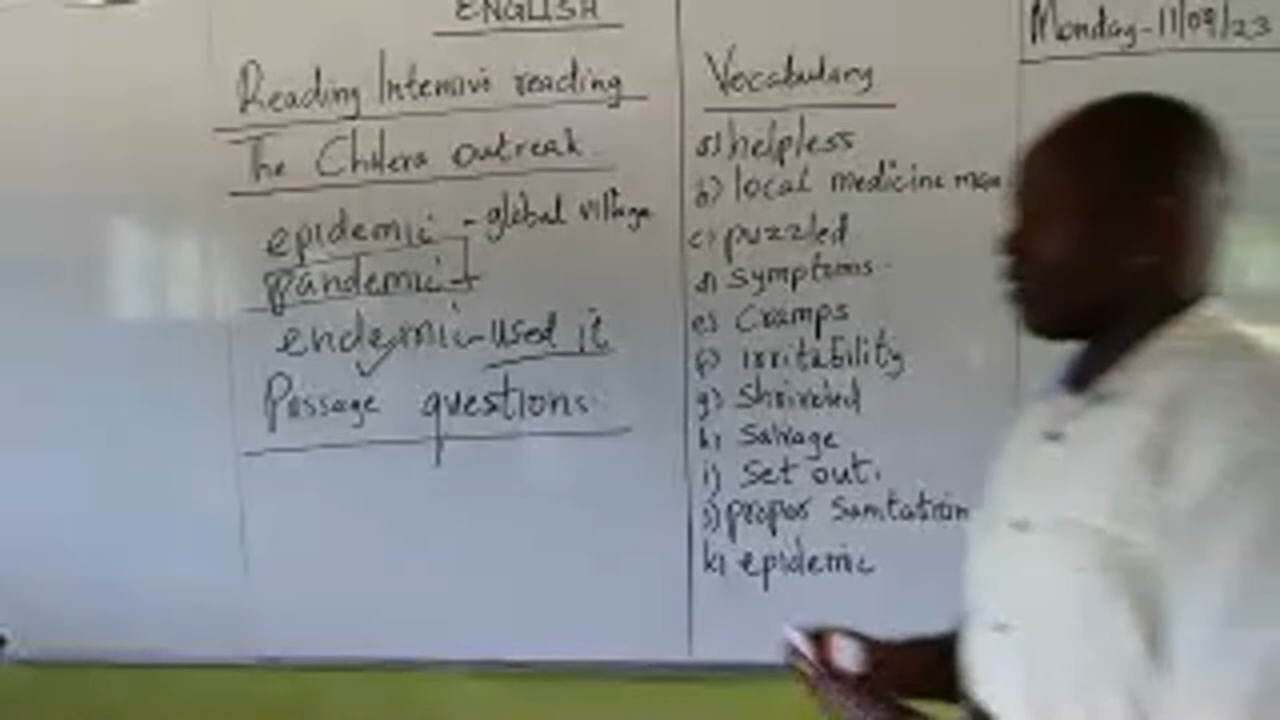 ENGLISH
Reading Intensive reading
The Cholera outreak
epidemic - global village
pandemic
endemic - used it
Passage questions
Vocabulary
a) helpless
b) local medicine man
c) puzzled
d) Symptoms
e) Cramps
f) irritability
g) Shriveled
h) Salvage
i) Set out
j) proper Sanitation
k) epidemic
Monday-11/09/23